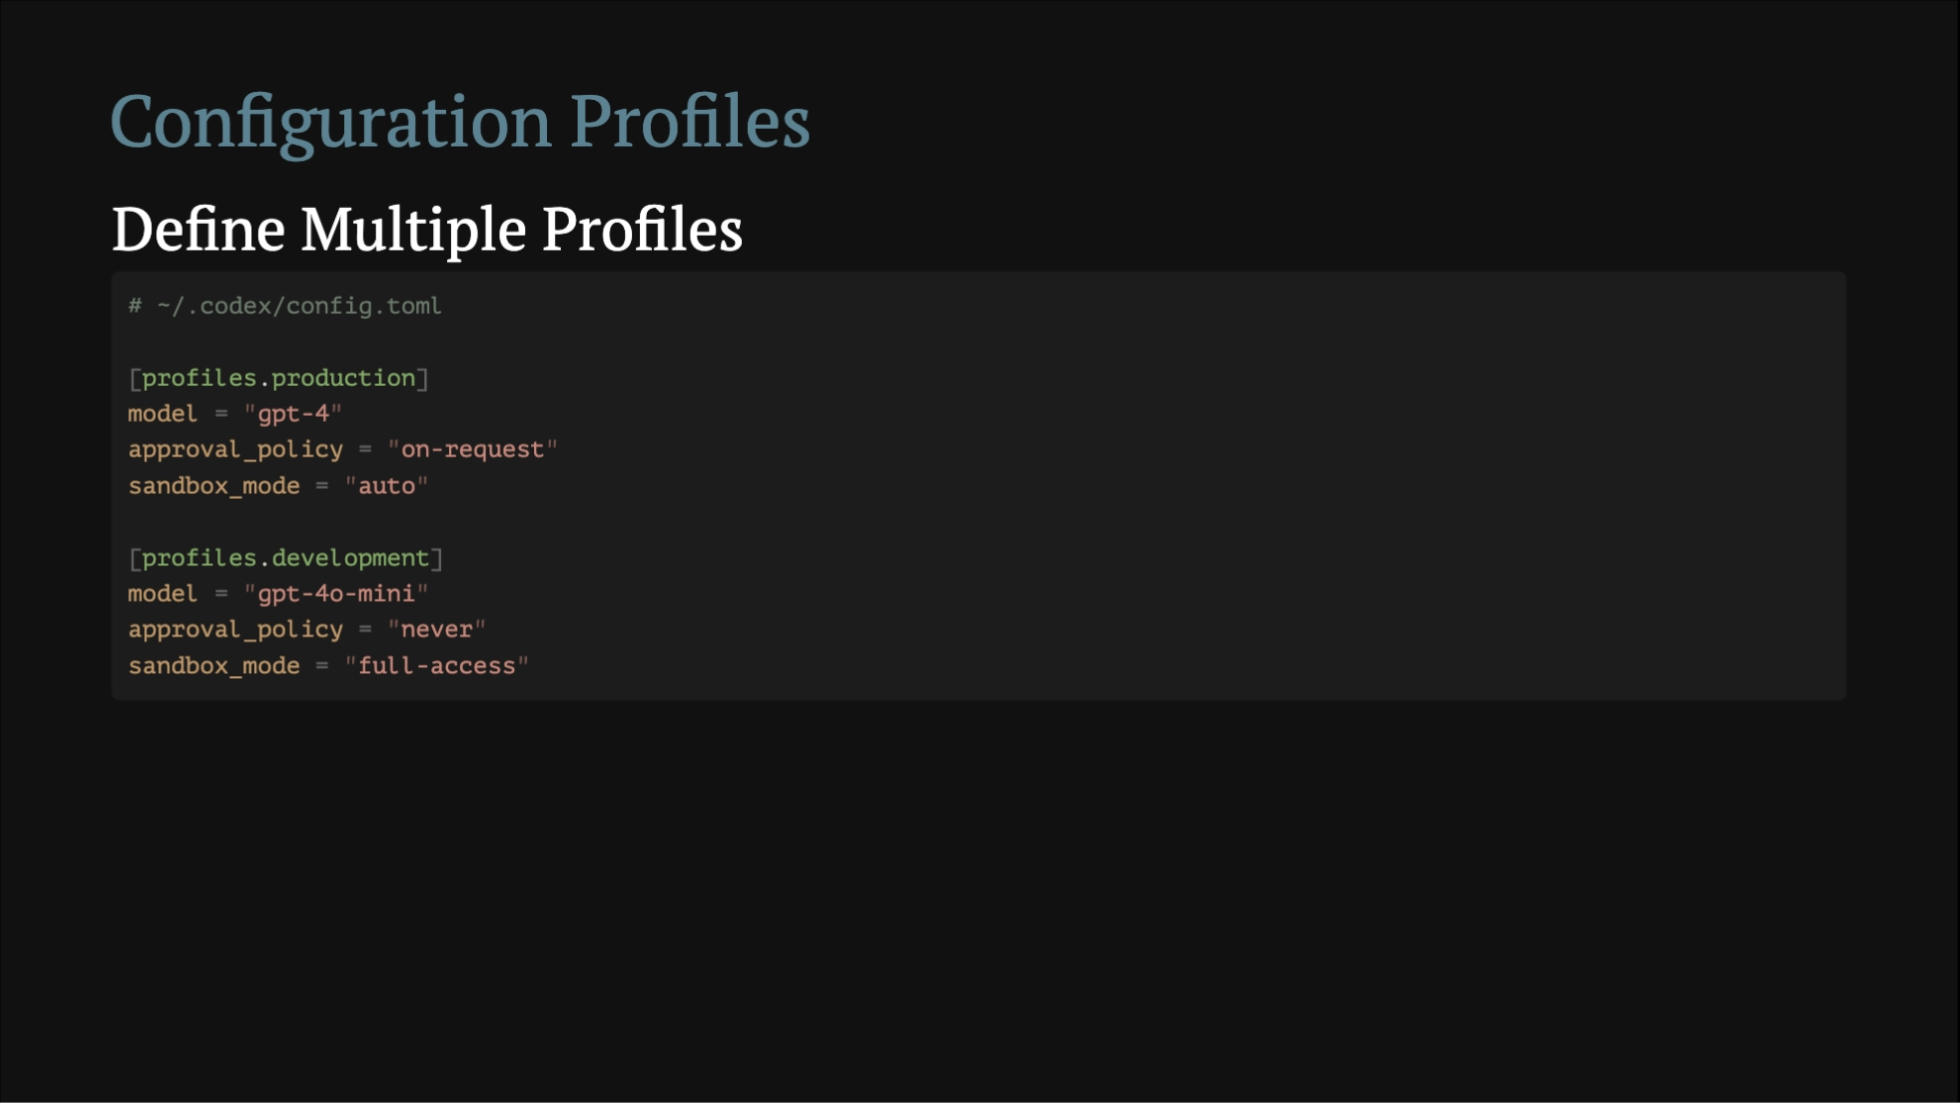 Configuration Profiles
Define Multiple Profiles
# ~/.codex/config.toml
[profiles.production]
model = "gpt-4"
approval_policy = "on-request"
sandbox_mode = "auto"
[profiles.development]
model = "gpt-4o-mini"
approval_policy = "never"
sandbox_mode = "full-access"